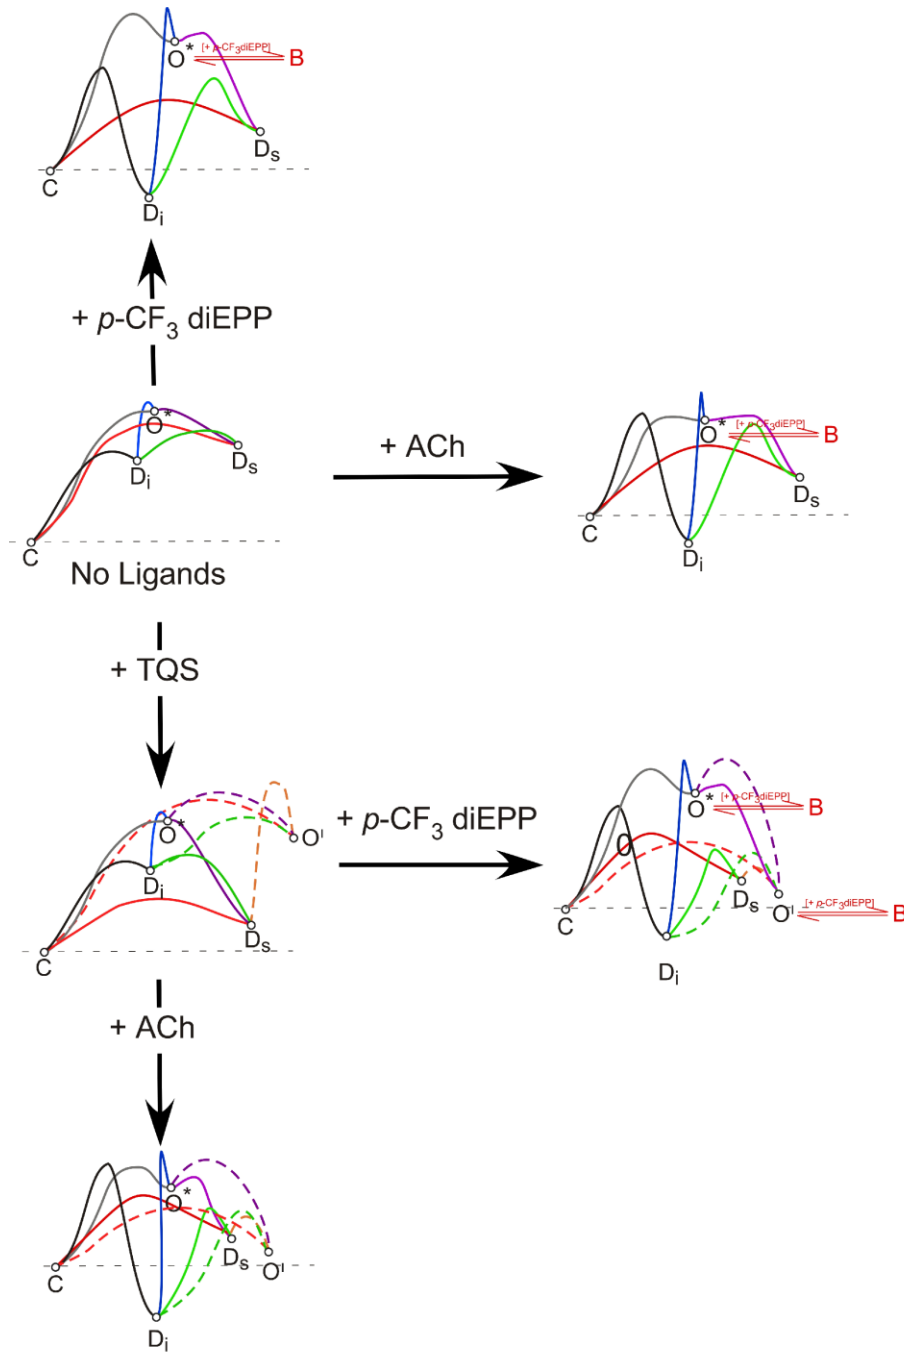 O*
[+ p-CF3diEPP]
B
Ds
C
Di
+ p-CF3 diEPP
O*
Ds
Di
C
No Ligands
+ ACh
O*
[+ p-CF3diEPP]
B
Ds
C
Di
+ TQS
O*
O'
Di
Ds
C
+ p-CF3 diEPP
O*
[+ p-CF3diEPP]
B
0
Ds
C
O'
[+ p-CF3diEPP]
B
Di
+ ACh
O*
Ds
O'
C
Di